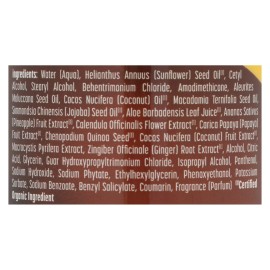 Ingredients: Water (Aqua), Helianthus Annuus (Sunflower) Seed Oil†, Cetyl
Alcohol, Stearyl Alcohol, Behentrimonium Chloride, Amodimethicone, Aleurites
Moluccana Seed Oil, Cocos Nucifera (Coconut) Oil†, Macadamia Ternifolia Seed Oil,
Simmondsia Chinensis (Jojoba) Seed Oil†, Aloe Barbadensis Leaf Juice†, Ananas Sativus
(Pineapple) Fruit Extract†, Calendula Officinalis Flower Extract†, Carica Papaya (Papaya)
Fruit Extract†, Chenopodium Quinoa Seed†, Cocos Nucifera (Coconut) Fruit Extract,
Macrocystis Pyrifera Extract, Zingiber Officinale (Ginger) Root Extract†, Alcohol, Citric
Acid, Glycerin, Guar Hydroxypropyltrimonium Chloride, Isopropyl Alcohol, Panthenol,
Sodium Hydroxide, Sodium Phytate, Ethylhexylglycerin, Phenoxyethanol, Potassium
Sorbate, Sodium Benzoate, Benzyl Salicylate, Coumarin, Fragrance (Parfum) †Certified
Organic Ingredient